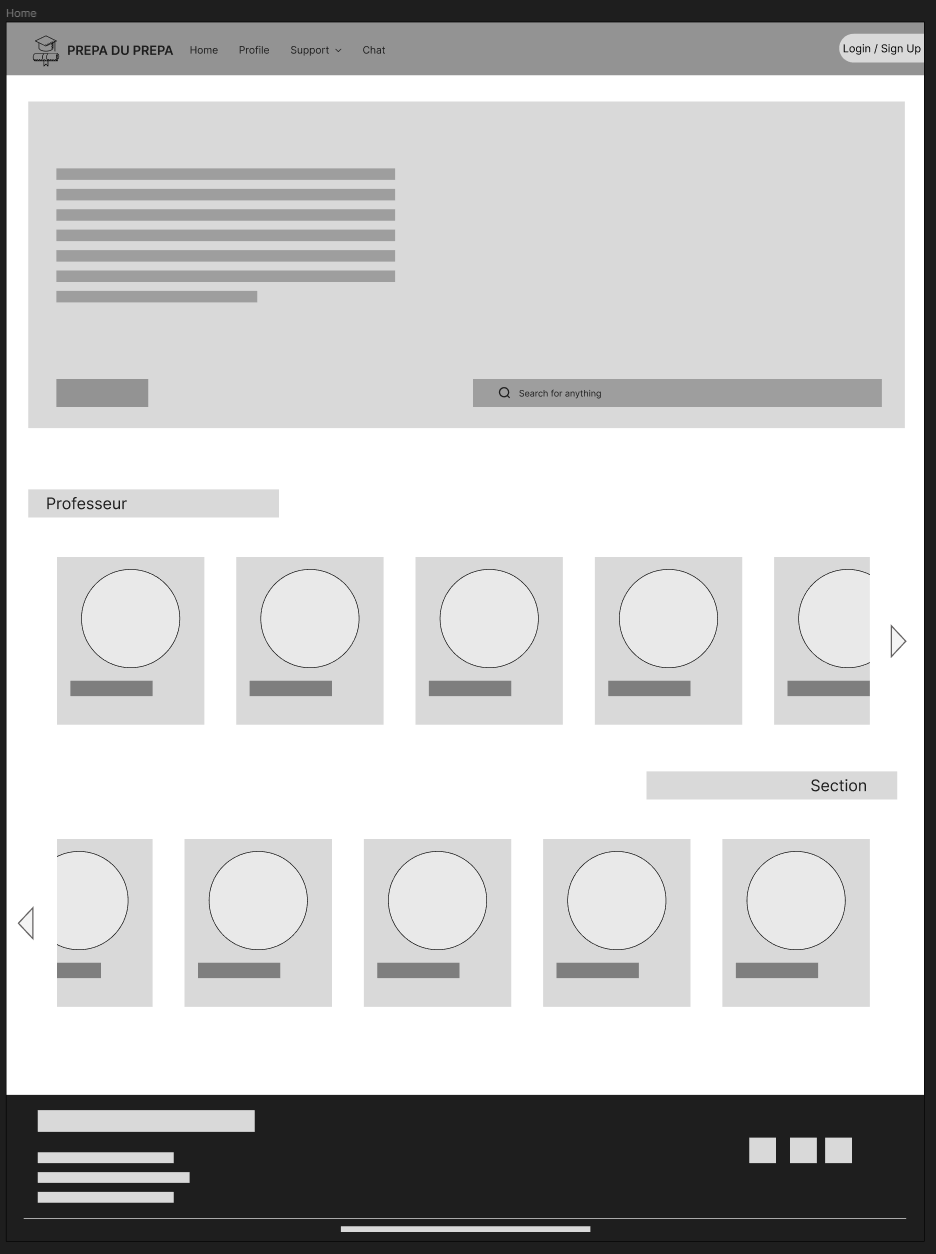 Home
PREPA DU PREPA Home Profile Support Chat Login / Sign Up
Search for anything
Professeur
Section